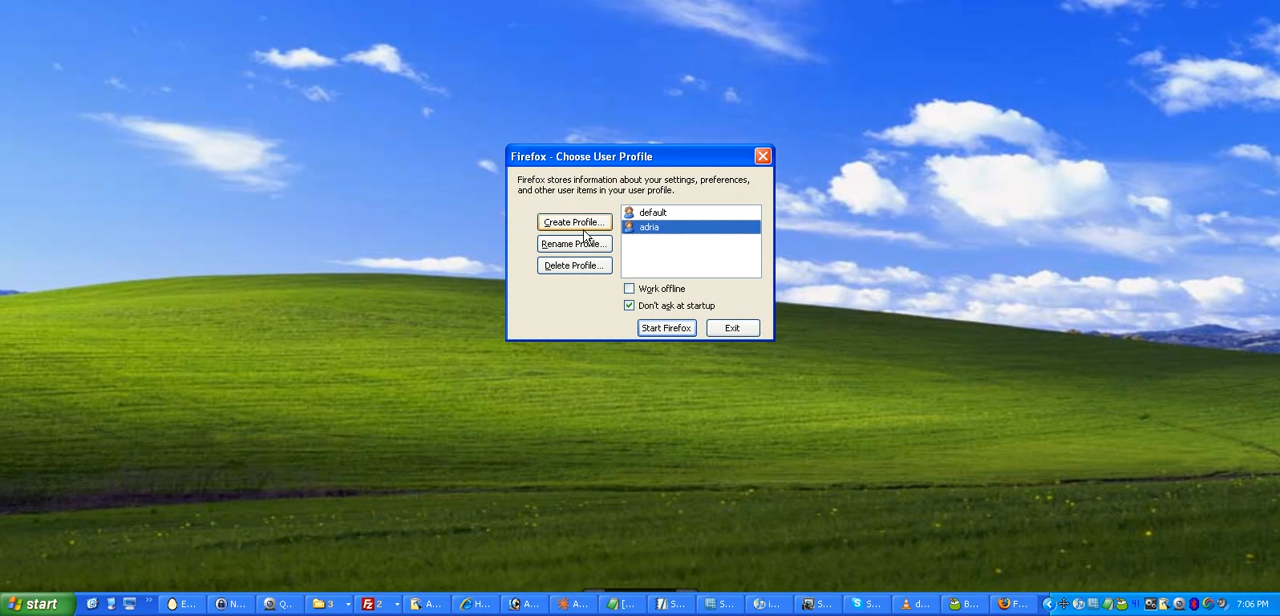 Firefox - Choose User Profile
Firefox stores information about your settings, preferences,
and other user items in your user profile.
Create Profile...
default
adria
Rename Profile...
Delete Profile...
Work offline
Don't ask at startup
Start Firefox
Exit
start
E...
N...
Q...
3
2
A...
H...
A...
A...
[...
S...
S...
I...
S...
S...
d...
B...
F...
7:06 PM